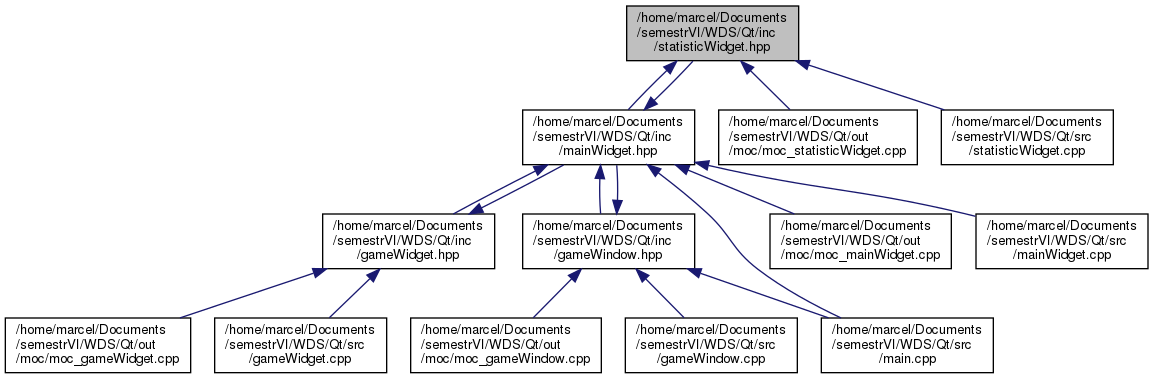 /home/marcel/Documents
/semestrVI/WDS/Qt/inc
/statisticWidget.hpp
/home/marcel/Documents
/semestrVI/WDS/Qt/inc
/mainWidget.hpp
/home/marcel/Documents
/semestrVI/WDS/Qt/out
/moc/moc_statisticWidget.cpp
/home/marcel/Documents
/semestrVI/WDS/Qt/src
/statisticWidget.cpp
/home/marcel/Documents
/semestrVI/WDS/Qt/inc
/gameWidget.hpp
/home/marcel/Documents
/semestrVI/WDS/Qt/inc
/gameWindow.hpp
/home/marcel/Documents
/semestrVI/WDS/Qt/out
/moc/moc_mainWidget.cpp
/home/marcel/Documents
/semestrVI/WDS/Qt/src
/mainWidget.cpp
/home/marcel/Documents
/semestrVI/WDS/Qt/out
/moc/moc_gameWidget.cpp
/home/marcel/Documents
/semestrVI/WDS/Qt/src
/gameWidget.cpp
/home/marcel/Documents
/semestrVI/WDS/Qt/out
/moc/moc_gameWindow.cpp
/home/marcel/Documents
/semestrVI/WDS/Qt/src
/gameWindow.cpp
/home/marcel/Documents
/semestrVI/WDS/Qt/src
/main.cpp